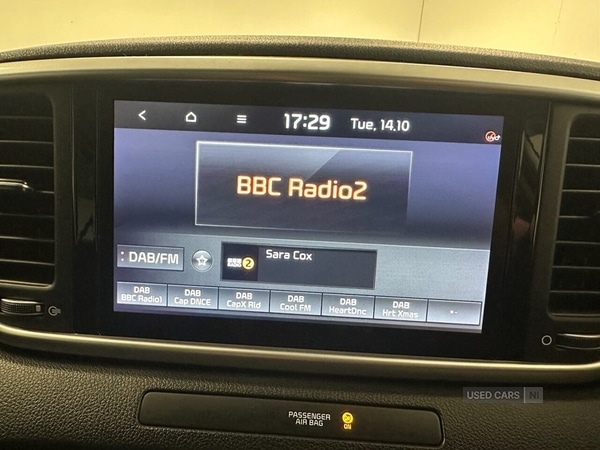 17:29 Tue, 14.10
BBC Radio2
DAB/FM
2
Sara Cox
DAB DAB DAB DAB DAB DAB
BBC Radio1 Cap DNCE CapX Rld Cool FM HeartDnc Hrt Xmas
PASSENGER
AIR BAG
ON
USED CARS NI